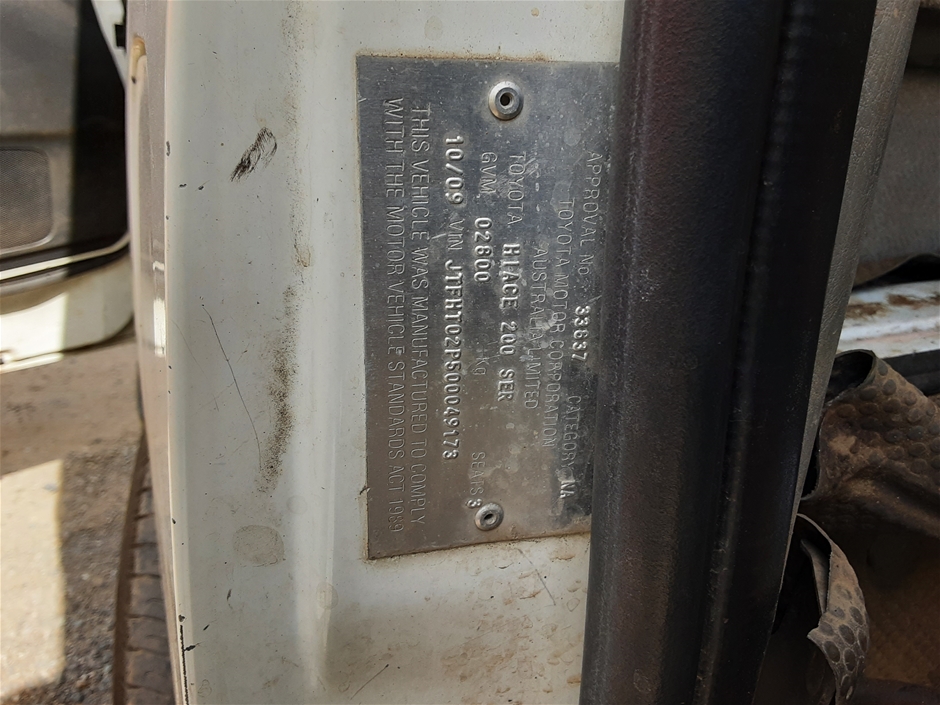 APPROVAL No. 33637 CATEGORY NA
TOYOTA MOTOR CORPORATION
AUSTRALIA LIMITED
TOYOTA HIACE 200 SER
GVM 02800 KG SEATS 3
10/09 VIN JTFHT02P500049173
THIS VEHICLE WAS MANUFACTURED TO COMPLY
WITH THE MOTOR VEHICLE STANDARDS ACT 1989